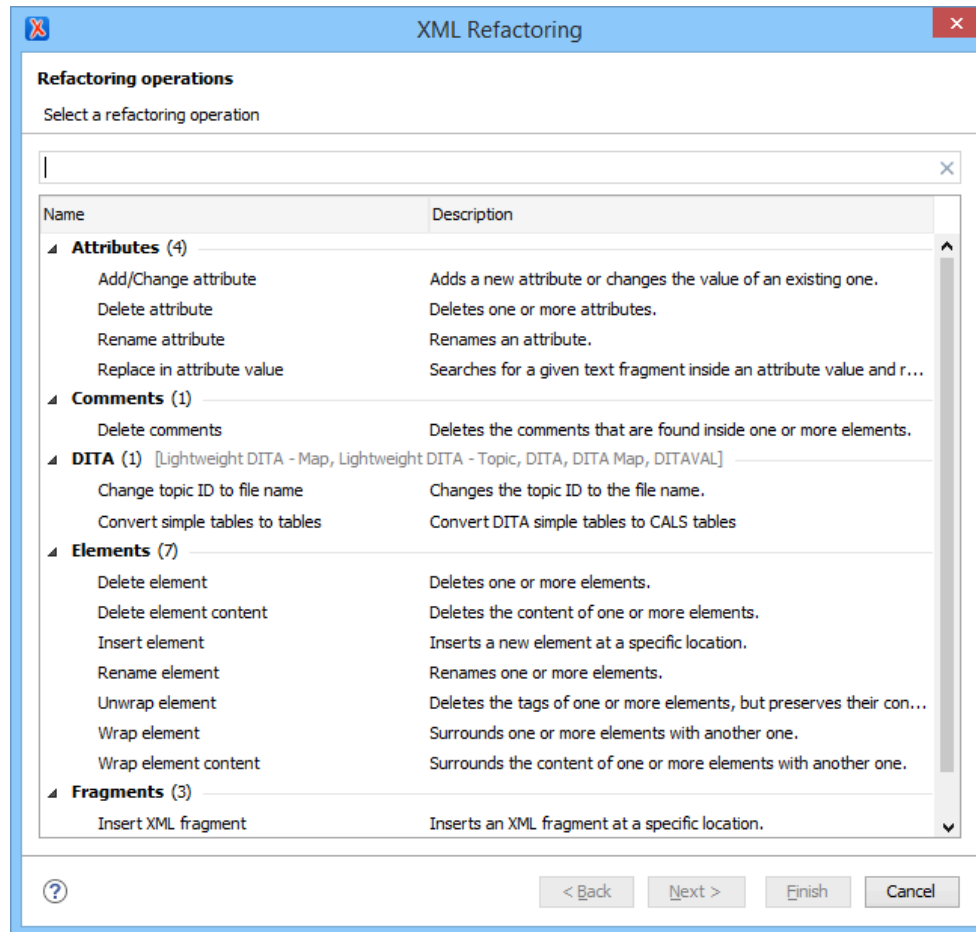 XML Refactoring
Refactoring operations
Select a refactoring operation
Name Description
Attributes (4)
Add/Change attribute Adds a new attribute or changes the value of an existing one.
Delete attribute Deletes one or more attributes.
Rename attribute Renames an attribute.
Replace in attribute value Searches for a given text fragment inside an attribute value and r...
Comments (1)
Delete comments Deletes the comments that are found inside one or more elements.
DITA (1) [Lightweight DITA - Map, Lightweight DITA - Topic, DITA, DITA Map, DITAVAL]
Change topic ID to file name Changes the topic ID to the file name.
Convert simple tables to tables Convert DITA simple tables to CALS tables
Elements (7)
Delete element Deletes one or more elements.
Delete element content Deletes the content of one or more elements.
Insert element Inserts a new element at a specific location.
Rename element Renames one or more elements.
Unwrap element Deletes the tags of one or more elements, but preserves their con...
Wrap element Surrounds one or more elements with another one.
Wrap element content Surrounds the content of one or more elements with another one.
Fragments (3)
Insert XML fragment Inserts an XML fragment at a specific location.
? < Back Next > Finish Cancel